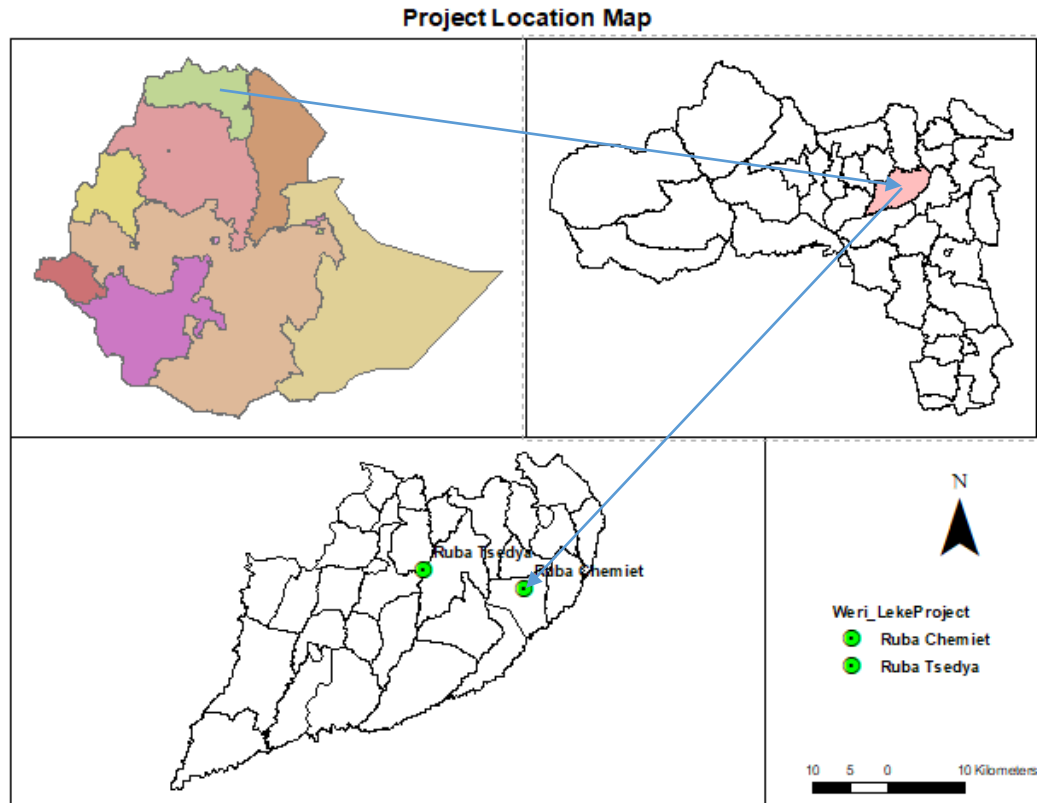 Project Location Map
Ruba Tsedya
Ruba Chemiet
N
Weri_LekeProject
Ruba Chemiet
Ruba Tsedya
10 5 0 10 Kilometers